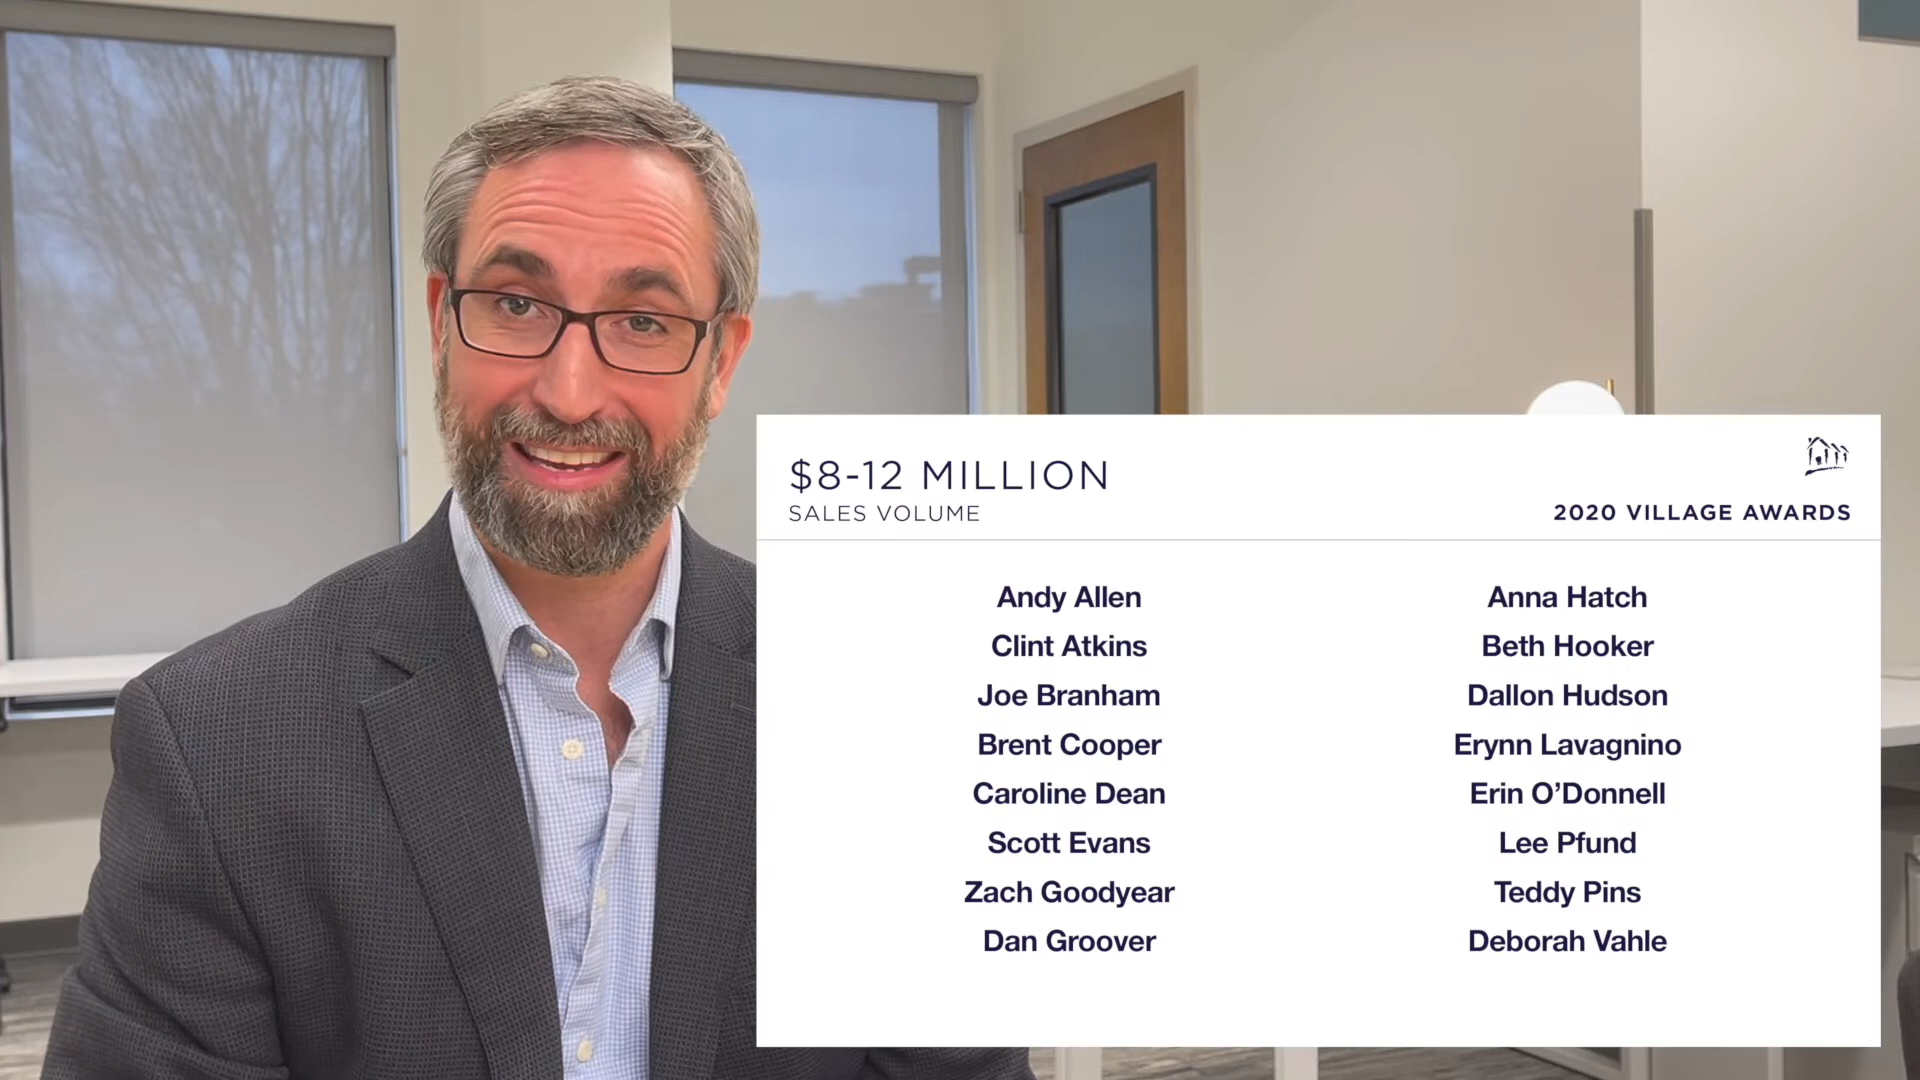 $8-12 MILLION
SALES VOLUME
2020 VILLAGE AWARDS
Andy Allen
Clint Atkins
Joe Branham
Brent Cooper
Caroline Dean
Scott Evans
Zach Goodyear
Dan Groover
Anna Hatch
Beth Hooker
Dallon Hudson
Erynn Lavagnino
Erin O’Donnell
Lee Pfund
Teddy Pins
Deborah Vahle